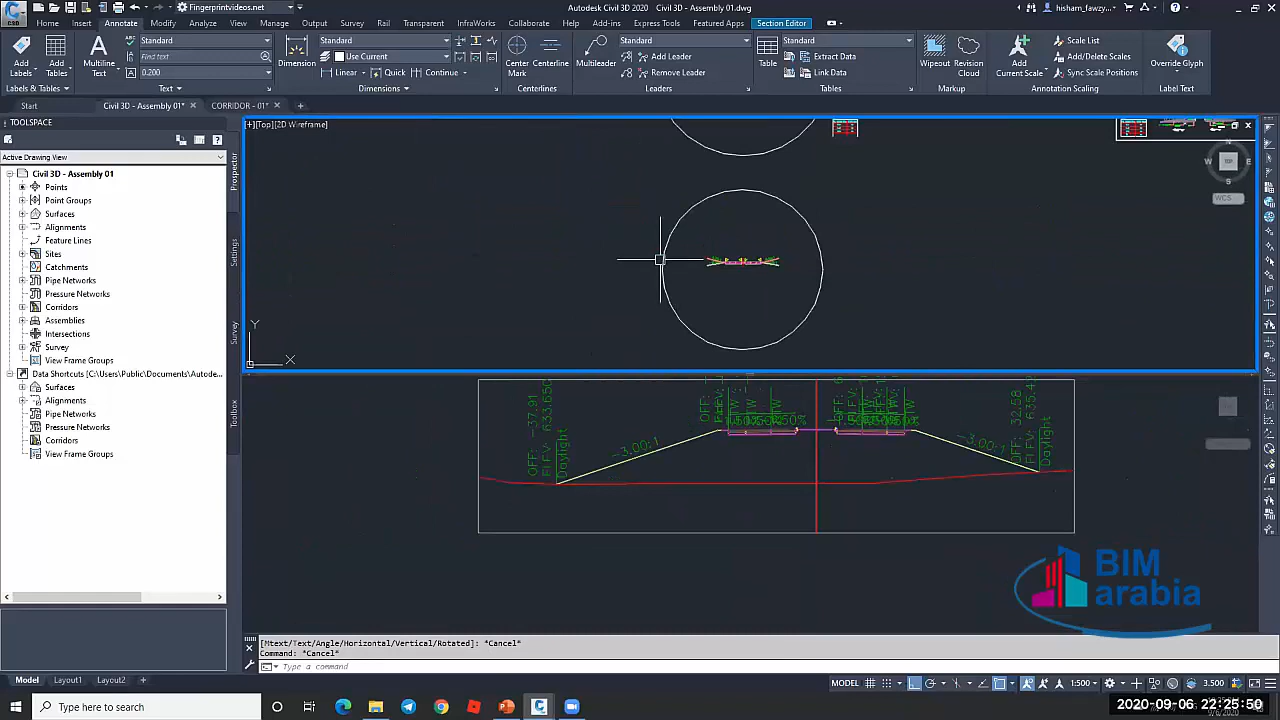 Fingerprintvideos.net
Autodesk Civil 3D 2020 Civil 3D - Assembly 01.dwg
hisham_fawzy...
Home Insert Annotate Modify Analyze View Manage Output Survey Rail Transparent InfraWorks Collaborate Help Add-ins Express Tools Featured Apps Section Editor
Standard
Find text
0.200
Add Labels
Add Tables
Multiline Text
Labels & Tables
Text
Dimension
Standard
Use Current
Linear Quick Continue
Dimensions
Center Mark
Centerline
Centerlines
Multileader
Standard
Add Leader
Remove Leader
Leaders
Table
Standard
Extract Data
Link Data
Tables
Wipeout
Revision Cloud
Markup
Add Current Scale
Scale List
Add/Delete Scales
Sync Scale Positions
Annotation Scaling
Override Glyph
Label Text
Start Civil 3D - Assembly 01* CORRIDOR - 01*
TOOLSPACE
Active Drawing View
Civil 3D - Assembly 01
Points
Point Groups
Surfaces
Alignments
Feature Lines
Sites
Catchments
Pipe Networks
Pressure Networks
Corridors
Assemblies
Intersections
Survey
View Frame Groups
Data Shortcuts [C:\Users\Public\Documents\Autode...
Surfaces
Alignments
Pipe Networks
Pressure Networks
Corridors
View Frame Groups
Prospector
Settings
Survey
Toolbox
[+][Top][2D Wireframe]
N
W TOP E
S
WCS
Y
X
OFF: -37.91
Daylight
-3.00:1
-3.00:1
OFF: 32.58
Daylight
BIM
arabia
[Mtext/Text/Angle/Horizontal/Vertical/Rotated]: *Cancel*
Command: *Cancel*
Type a command
Model Layout1 Layout2
MODEL
1:500
3.500
Type here to search
2020-09-06 22:25:50